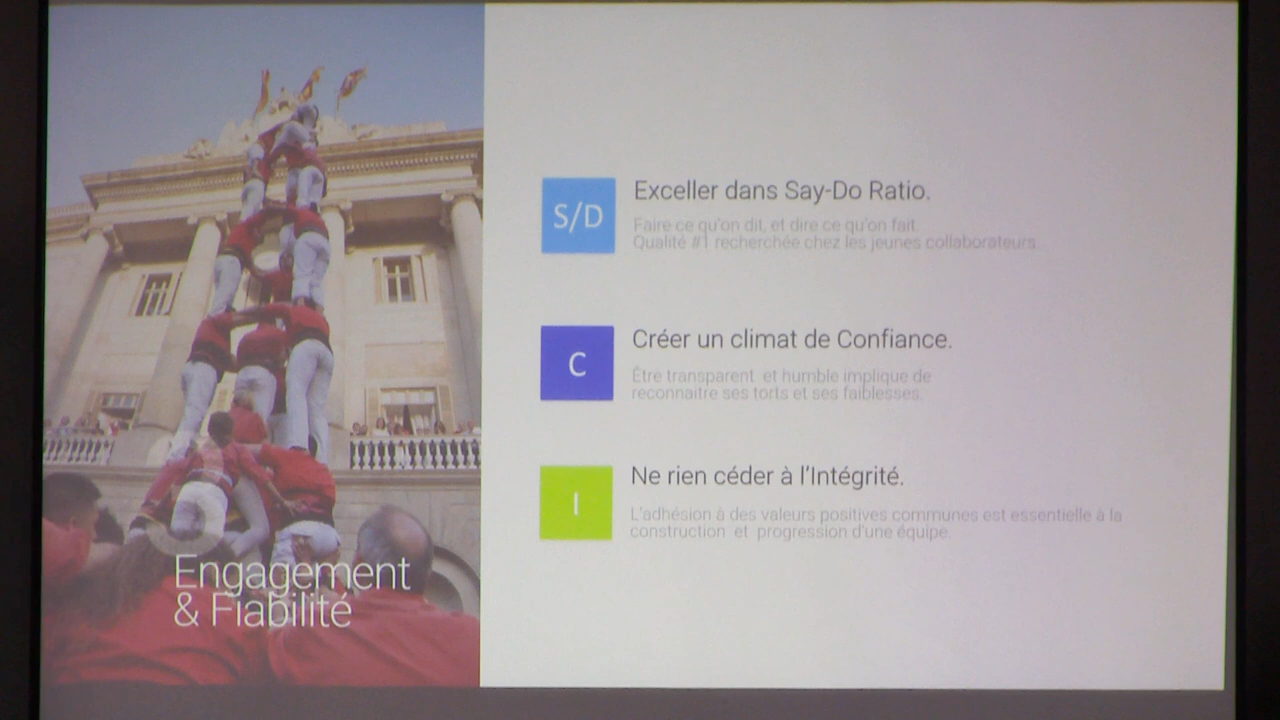 Engagement
& Fiabilité
S/D
Exceller dans Say-Do Ratio.
Faire ce qu'on dit, et dire ce qu'on fait.
Qualité #1 recherchée chez les jeunes collaborateurs.
C
Créer un climat de Confiance.
Être transparent et humble implique de
reconnaitre ses torts et ses faiblesses.
I
Ne rien céder à l'Intégrité.
L'adhésion à des valeurs positives communes est essentielle à la
construction et progression d'une équipe.